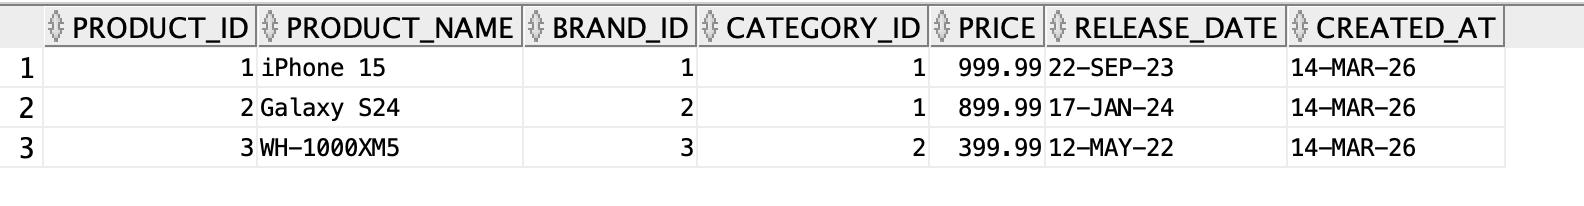 PRODUCT_ID PRODUCT_NAME BRAND_ID CATEGORY_ID PRICE RELEASE_DATE CREATED_AT
1 1 iPhone 15 1 1 999.99 22-SEP-23 14-MAR-26
2 2 Galaxy S24 2 1 899.99 17-JAN-24 14-MAR-26
3 3 WH-1000XM5 3 2 399.99 12-MAY-22 14-MAR-26